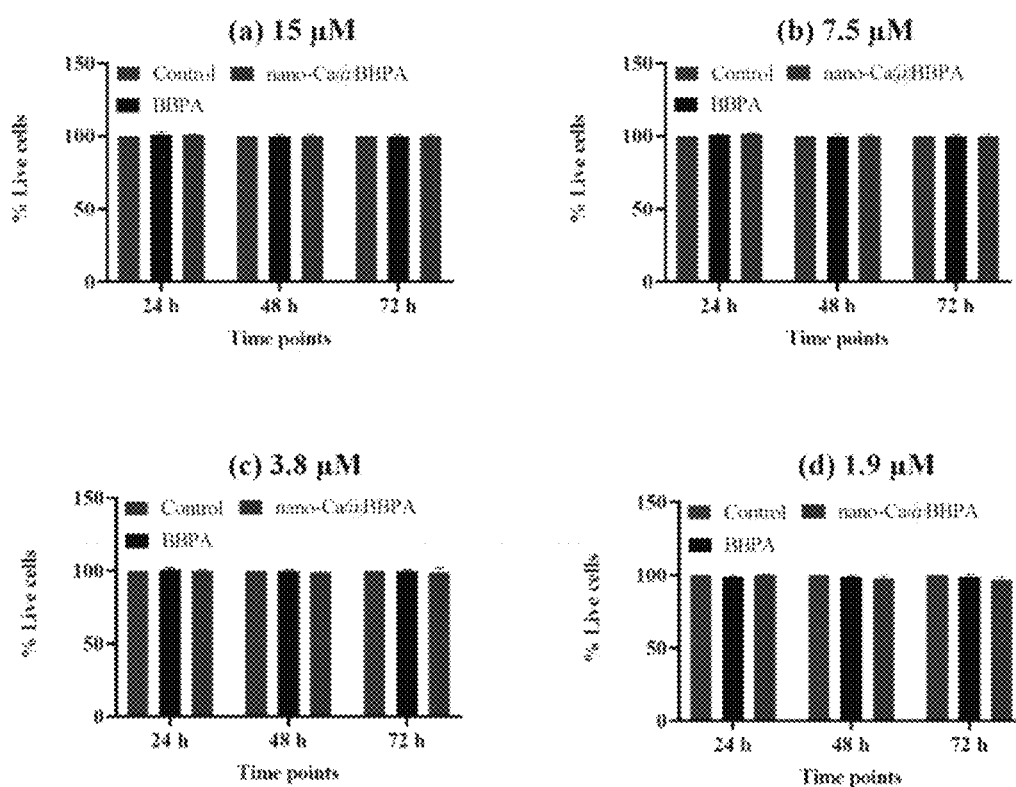 (a) 15 µM
150
100
50
0
% Live cells
Control
nano-Ca@BBPA
BBPA
24 h
48 h
72 h
Time points
(b) 7.5 µM
150
100
50
0
% Live cells
Control
nano-Ca@BBPA
BBPA
24 h
48 h
72 h
Time points
(c) 3.8 µM
150
100
50
0
% Live cells
Control
nano-Ca@BBPA
BBPA
24 h
48 h
72 h
Time points
(d) 1.9 µM
150
100
50
0
% Live cells
Control
nano-Ca@BBPA
BBPA
24 h
48 h
72 h
Time points